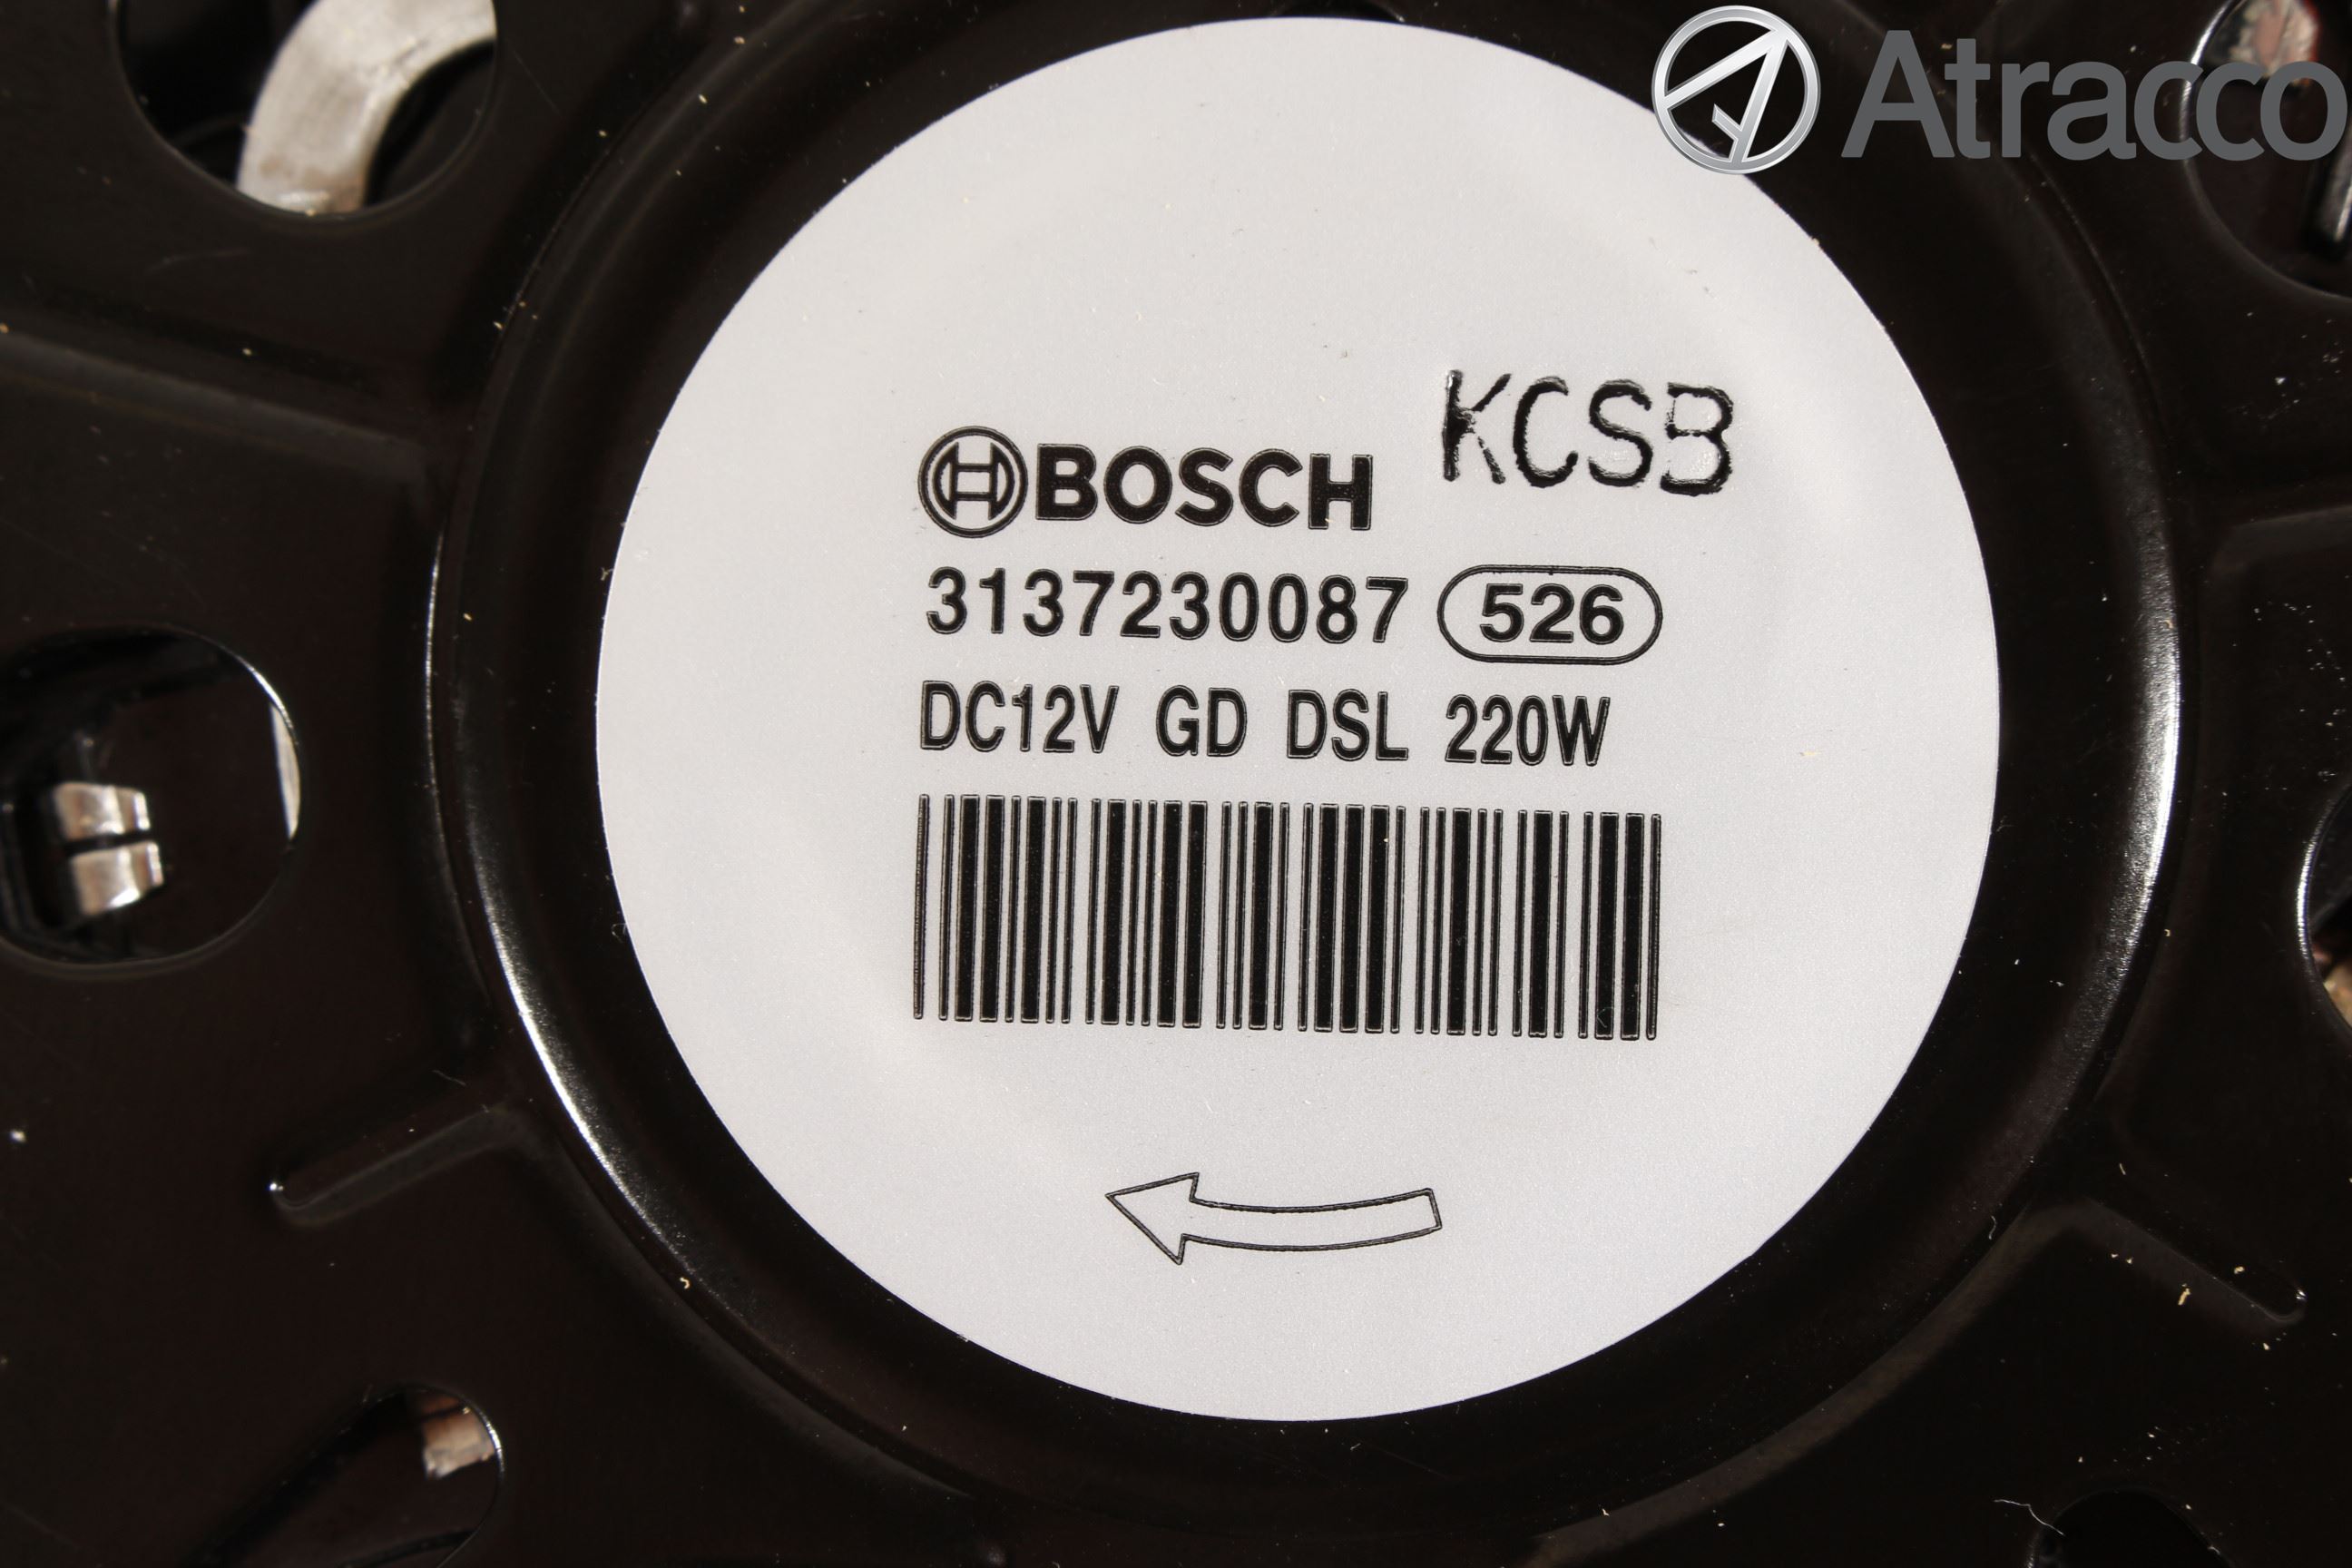 Atracco
KCSB
BOSCH
3137230087 526
DC12V GD DSL 220W